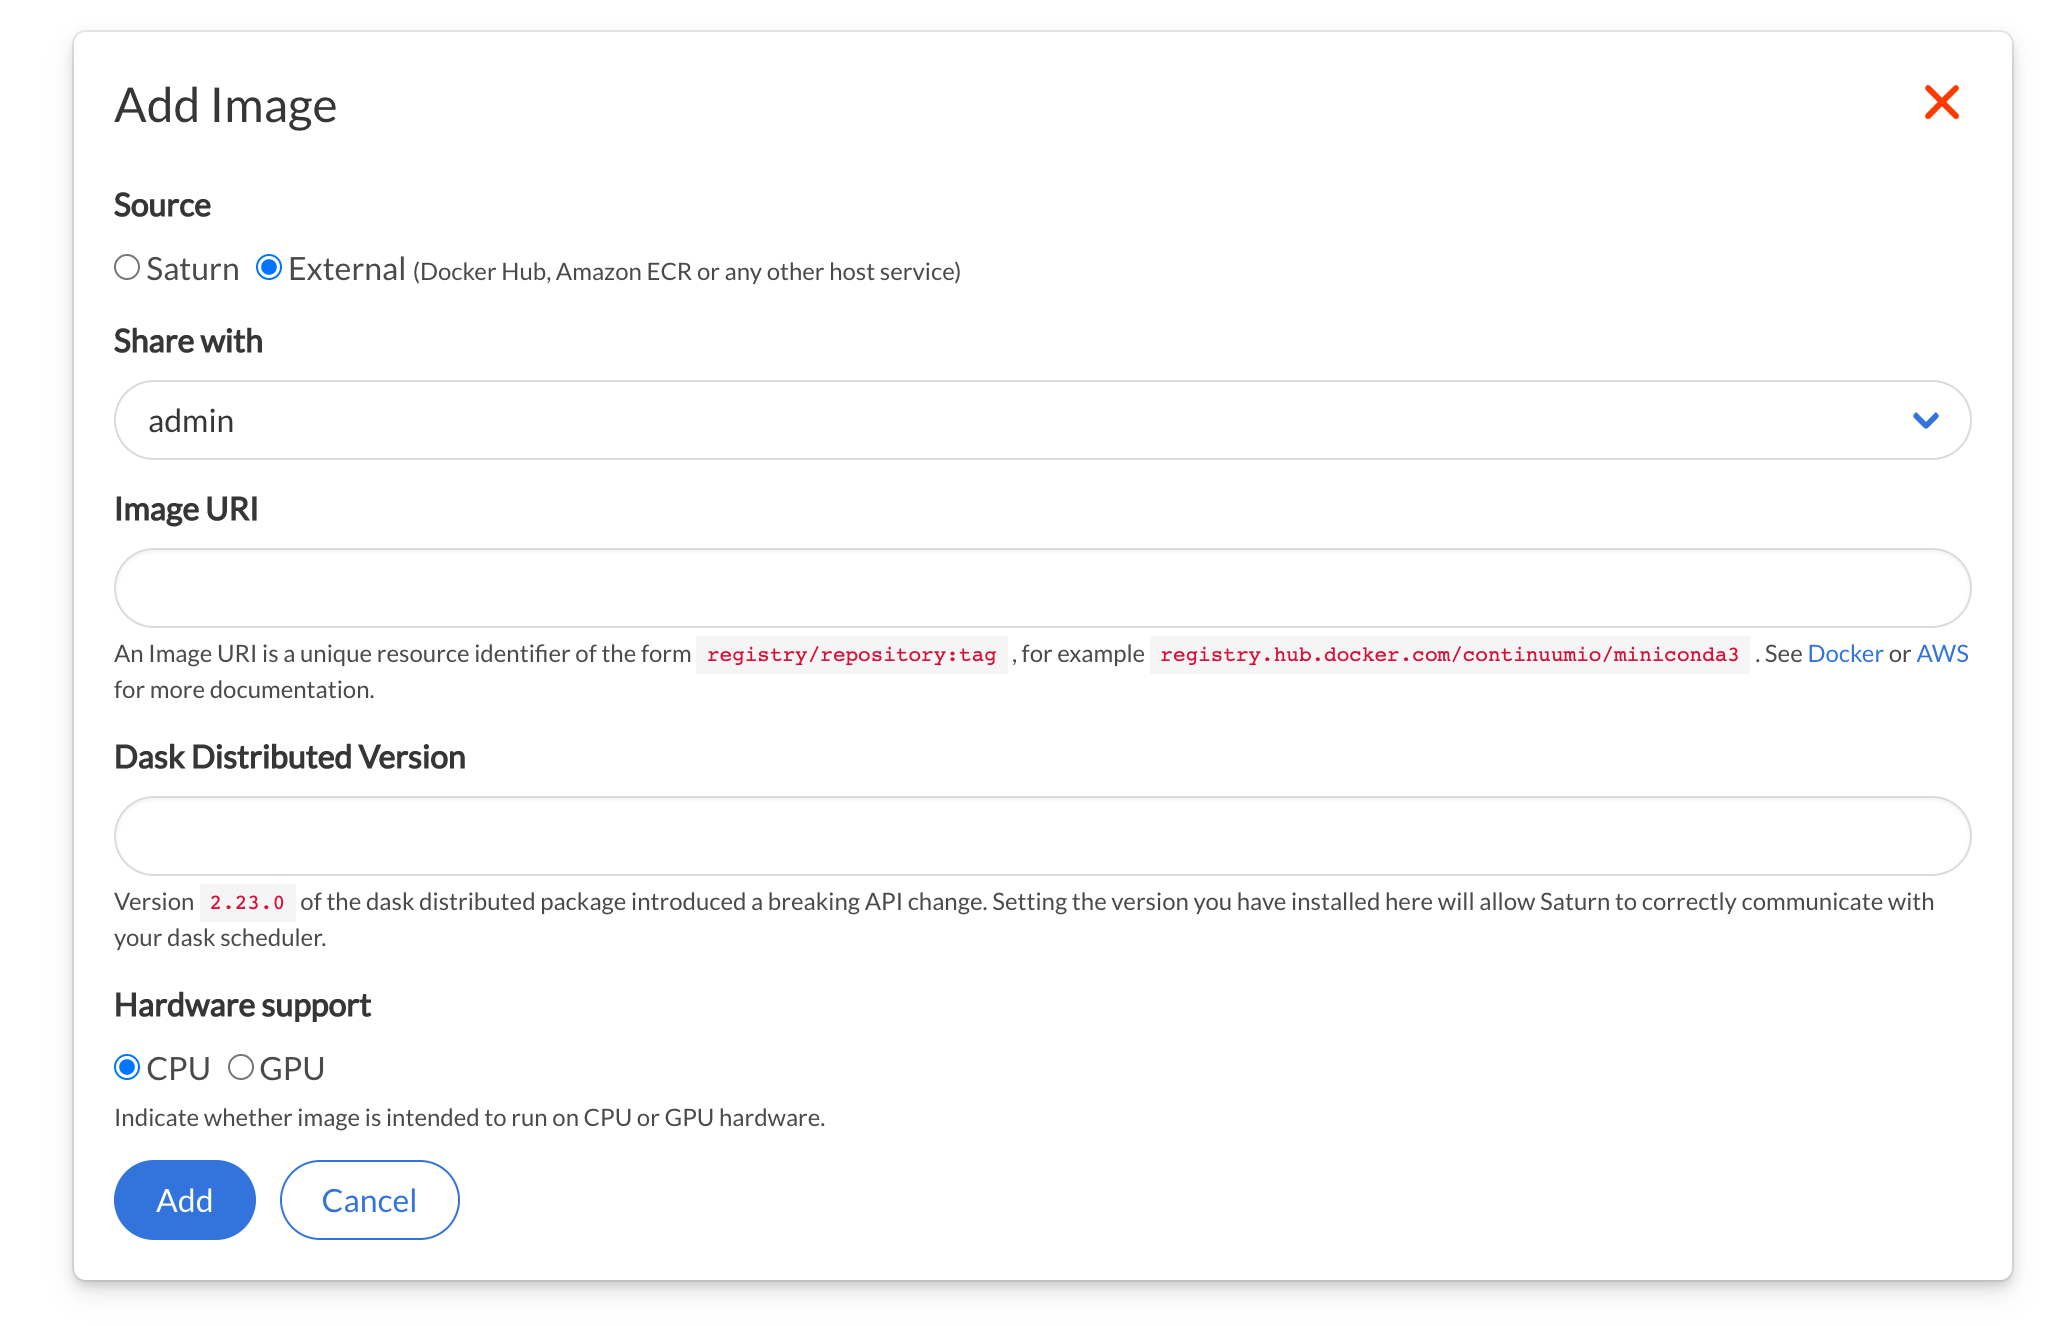 Add Image
Source
Saturn External (Docker Hub, Amazon ECR or any other host service)
Share with
admin
Image URI
An Image URI is a unique resource identifier of the form registry/repository:tag , for example registry.hub.docker.com/continuumio/miniconda3 . See Docker or AWS
for more documentation.
Dask Distributed Version
Version 2.23.0 of the dask distributed package introduced a breaking API change. Setting the version you have installed here will allow Saturn to correctly communicate with
your dask scheduler.
Hardware support
CPU GPU
Indicate whether image is intended to run on CPU or GPU hardware.
Add Cancel